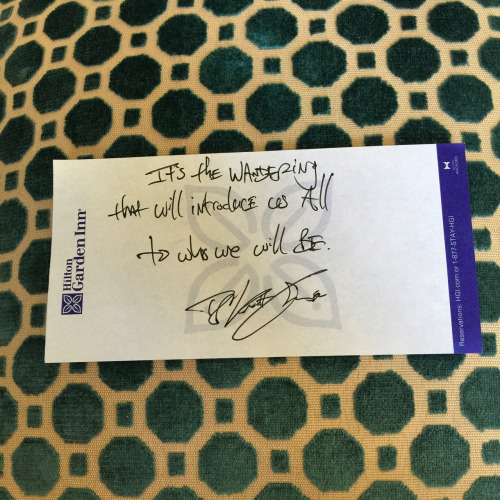 It's the WANDERING
that will introduce us All
to who we will BE.
Hilton
Garden Inn®
Reservations: HGI.com or 1-877-STAY-HGI